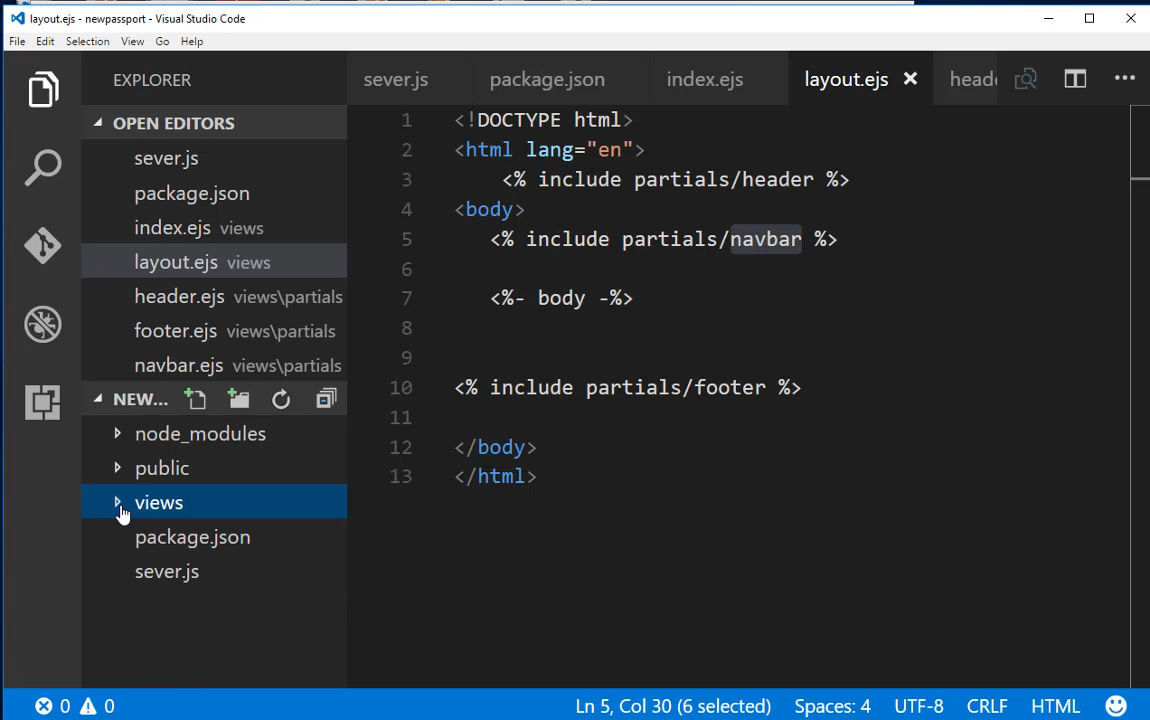 layout.ejs - newpassport - Visual Studio Code
File Edit Selection View Go Help
EXPLORER
OPEN EDITORS
sever.js
package.json
index.ejs views
layout.ejs views
header.ejs views\partials
footer.ejs views\partials
navbar.ejs views\partials
NEW...
node_modules
public
views
package.json
sever.js
sever.js package.json index.ejs layout.ejs heade
1 <!DOCTYPE html>
2 <html lang="en">
3 <% include partials/header %>
4 <body>
5 <% include partials/navbar %>
6
7 <%- body -%>
8
9
10 <% include partials/footer %>
11
12 </body>
13 </html>
0 0 Ln 5, Col 30 (6 selected) Spaces: 4 UTF-8 CRLF HTML